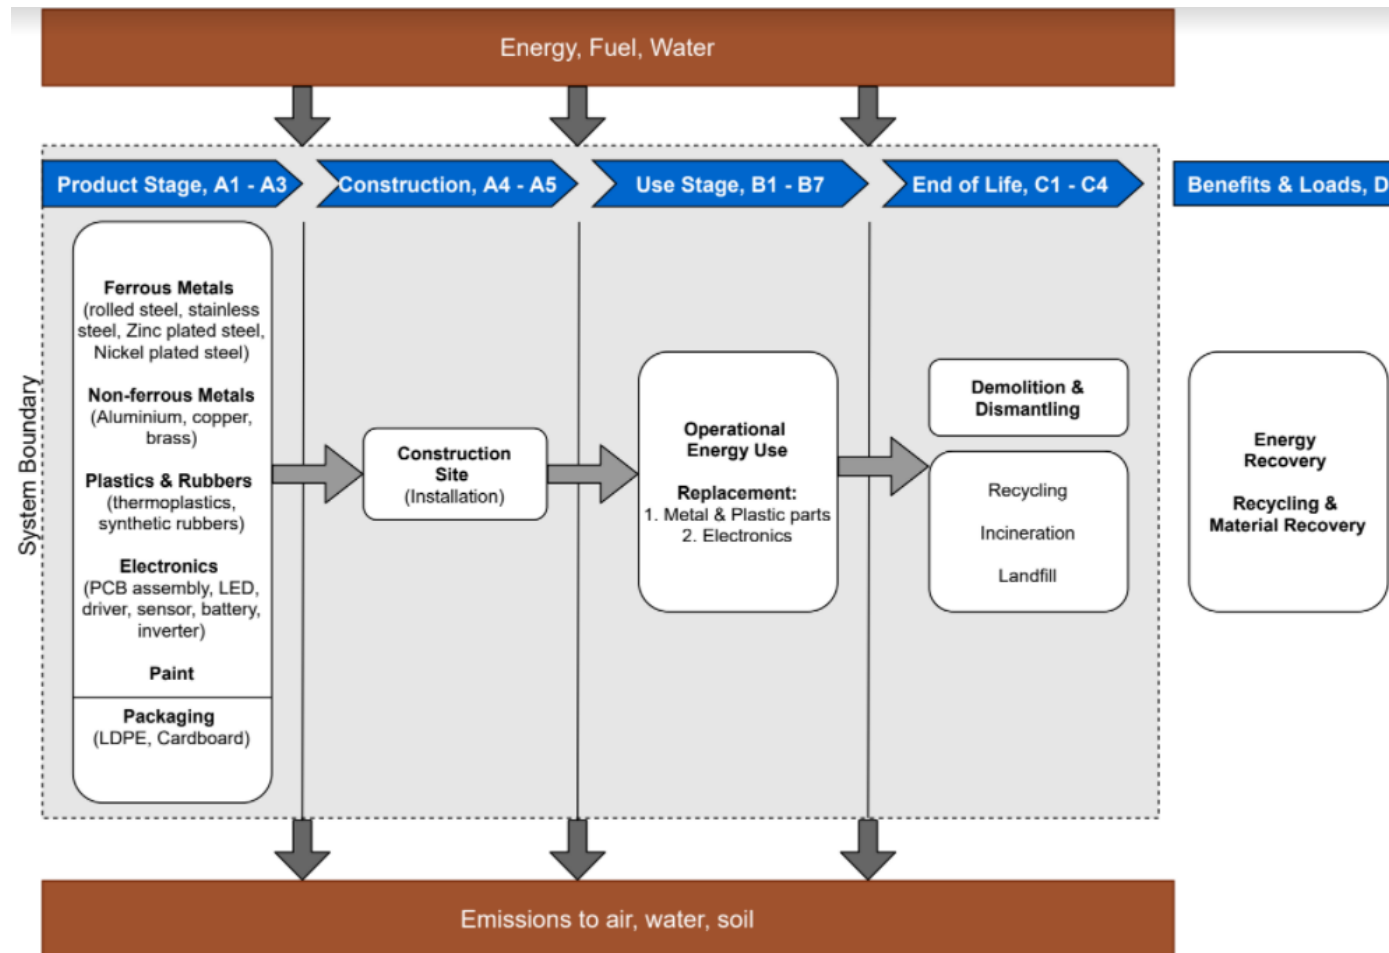 Energy, Fuel, Water
Product Stage, A1 - A3
Construction, A4 - A5
Use Stage, B1 - B7
End of Life, C1 - C4
Benefits & Loads, D
System Boundary
Ferrous Metals
(rolled steel, stainless
steel, Zinc plated steel,
Nickel plated steel)
Non-ferrous Metals
(Aluminium, copper,
brass)
Plastics & Rubbers
(thermoplastics,
synthetic rubbers)
Electronics
(PCB assembly, LED,
driver, sensor, battery,
inverter)
Paint
Packaging
(LDPE, Cardboard)
Construction
Site
(Installation)
Operational
Energy Use
Replacement:
1. Metal & Plastic parts
2. Electronics
Demolition &
Dismantling
Recycling
Incineration
Landfill
Energy
Recovery
Recycling &
Material Recovery
Emissions to air, water, soil